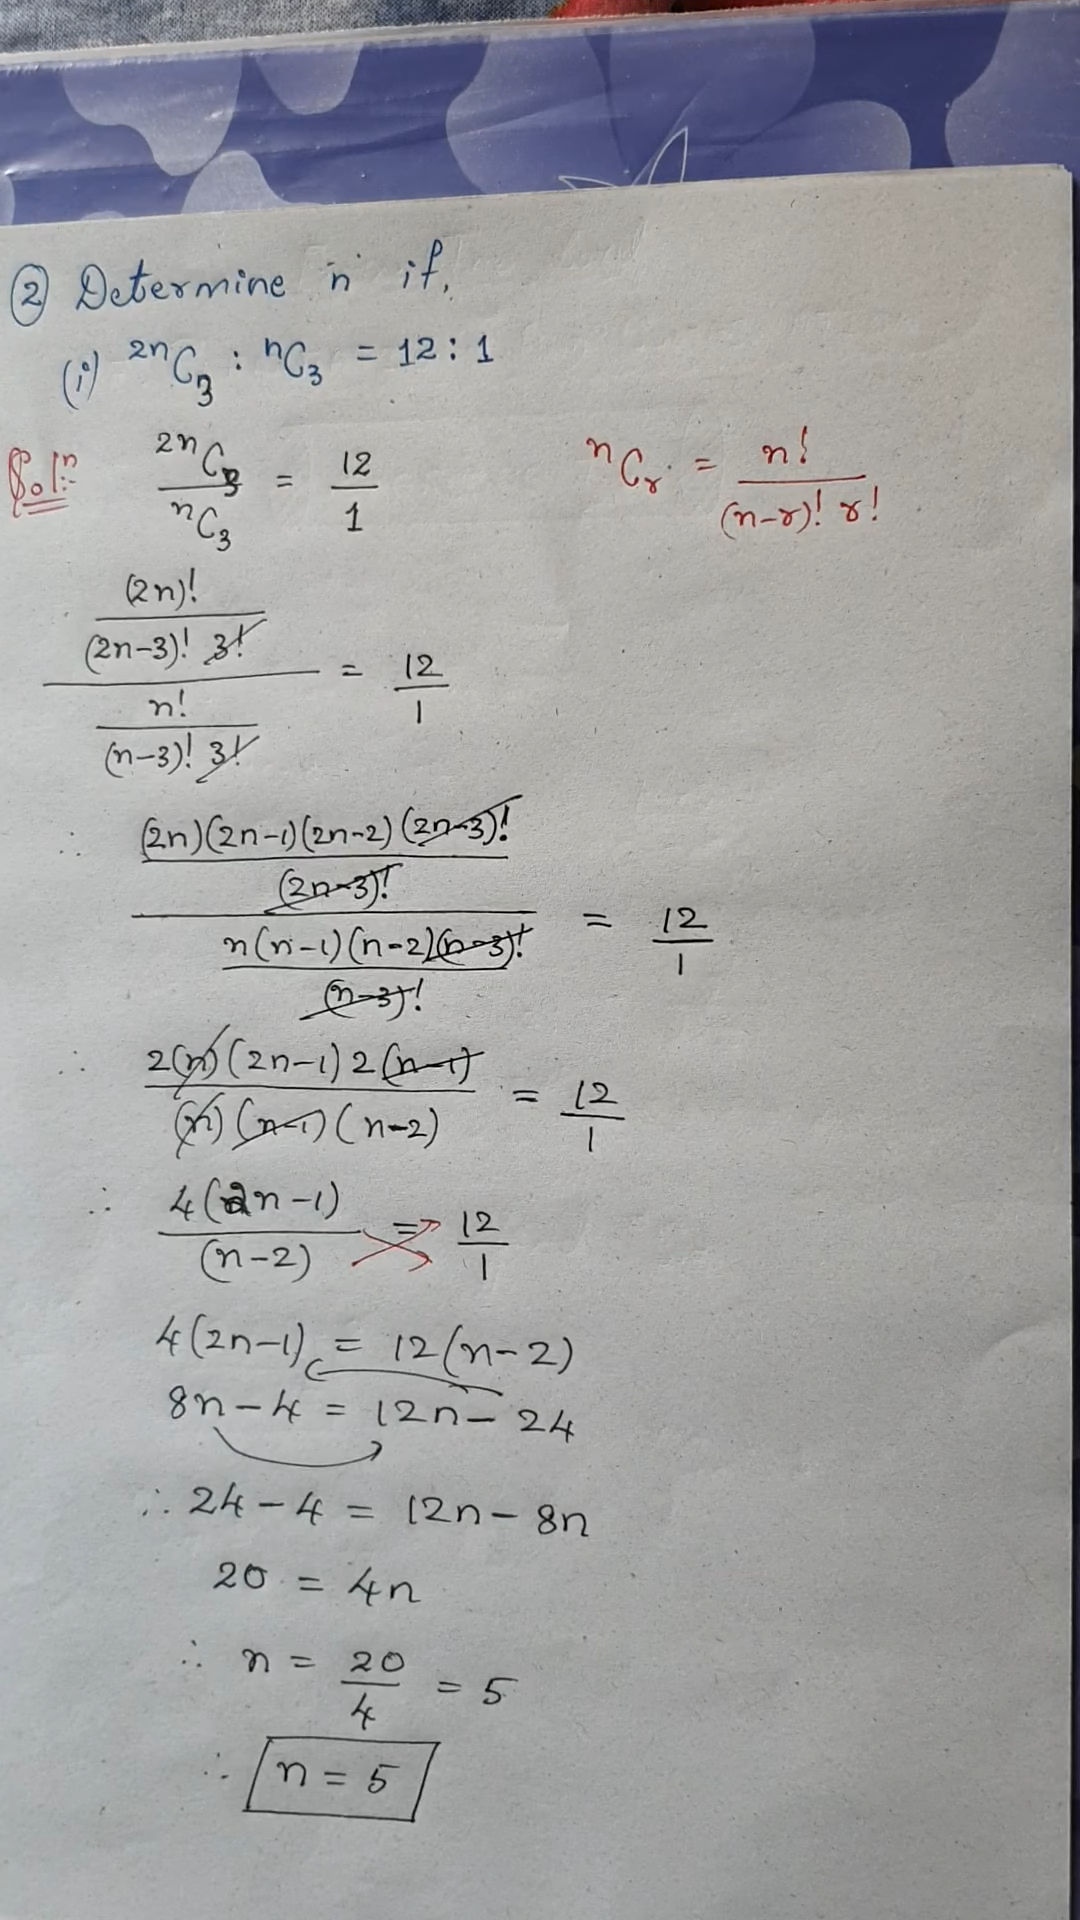 ② Determine 'n' if,
(i) ²ⁿC₃ : ⁿC₃ = 12 : 1
Solⁿ:- ²ⁿC₃ / ⁿC₃ = 12/1
ⁿCᵣ = n! / (n-r)! r!
((2n)! / (2n-3)! 3!) / (n! / (n-3)! 3!) = 12/1
∴ ((2n)(2n-1)(2n-2)(2n-3)! / (2n-3)!) / (n(n-1)(n-2)(n-3)! / (n-3)!) = 12/1
∴ 2(n)(2n-1)2(n-1) / (n)(n-1)(n-2) = 12/1
∴ 4(2n-1) / (n-2) = 12/1
4(2n-1) = 12(n-2)
8n-4 = 12n-24
∴ 24-4 = 12n-8n
20 = 4n
∴ n = 20/4 = 5
∴ n = 5